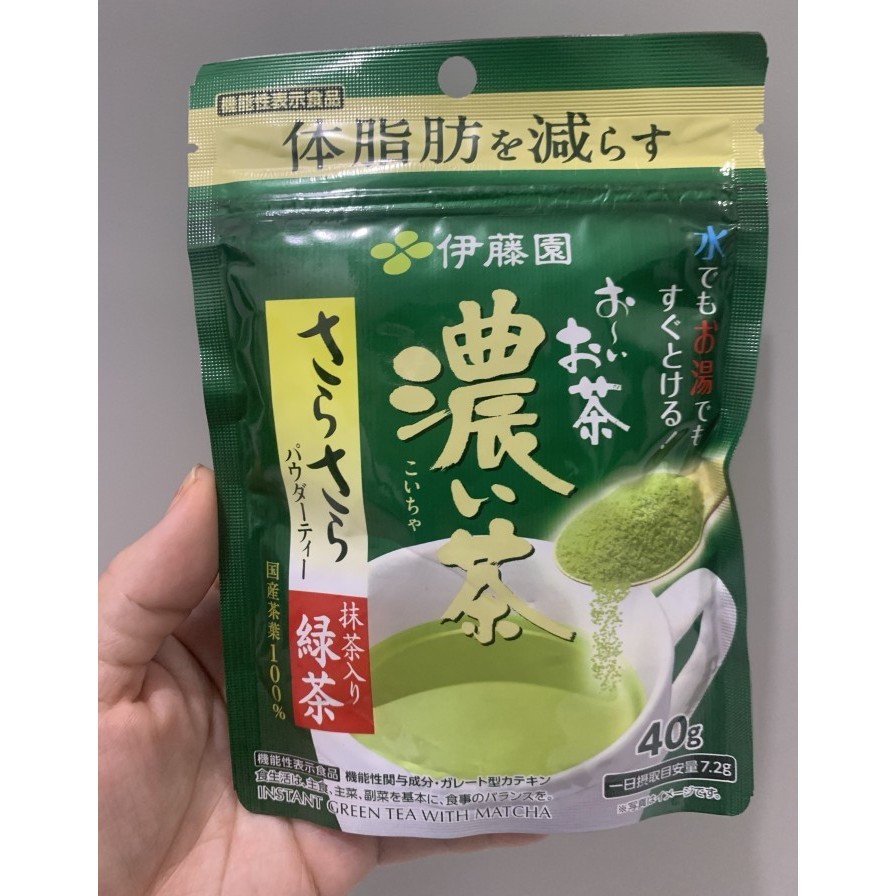 機能性表示食品
体脂肪を減らす
伊藤園
水でもお湯でも
すぐとける!
お～いお茶
濃い茶
こいちゃ
さらさら
パウダーティー
抹茶入り
緑茶
国産茶葉100%
40g
一日摂取目安量7.2g
※写真はイメージです。
機能性表示食品 機能性関与成分・ガレート型カテキン
食生活は、主食、主菜、副菜を基本に、食事のバランスを。
INSTANT GREEN TEA WITH MATCHA